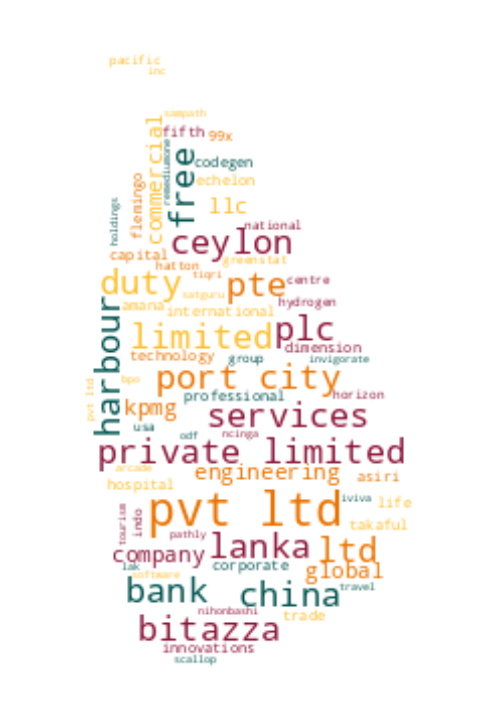 pacific
inc
sampath
commercial
fifth
99x
remediumone
free
codegen
echelon
flemingo
holdings
llc
national
ceylon
capital
greenstat
hatton
tiqri
duty
pte
centre
satguru
amana
international
hydrogen
harbour
limited
plc
dimension
technology
group
invigorate
bpo
port city
pvt ltd
professional
horizon
kpmg
services
usa
odf
ncinga
private limited
arcade
engineering
asiri
hospital
pvt ltd
iviva
life
tourism
indo
takaful
pathly
company
lanka
ltd
lak
corporate
global
software
bank
china
travel
nihonbashi
trade
bitazza
innovations
scallop